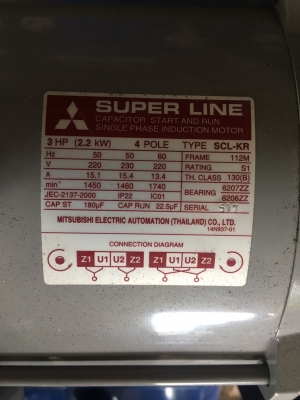 SUPER LINE
CAPACITOR START AND RUN
SINGLE PHASE INDUCTION MOTOR
3 HP (2.2 kW) 4 POLE TYPE SCL-KR
Hz 50 50 60 FRAME 112M
V 220 230 220 RATING S1
A 15.1 15.4 13.4 TH. CLASS 130(B)
min⁻¹ 1450 1460 1740 BEARING 6207ZZ
JEC-2137-2000 IP22 IC01 6206ZZ
CAP ST 180µF CAP RUN 22.5µF SERIAL
MITSUBISHI ELECTRIC AUTOMATION (THAILAND) CO., LTD.
14N937-01
CONNECTION DIAGRAM
Z1 U1 U2 Z2 Z1 U1 U2 Z2